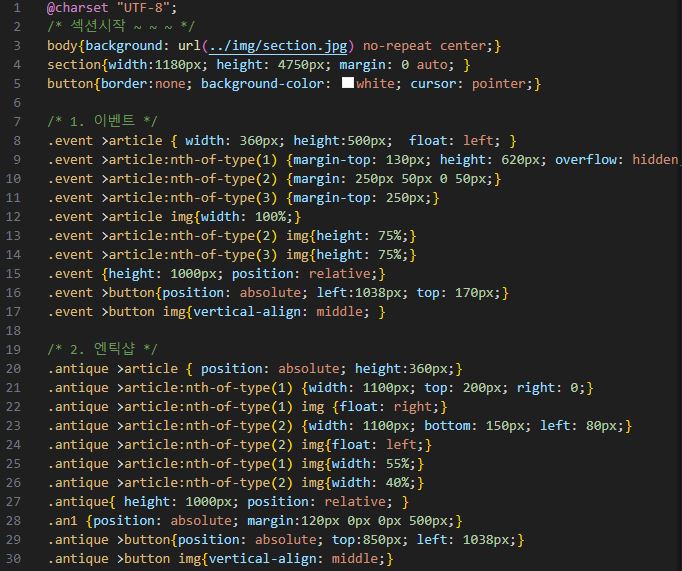 1 @charset "UTF-8";
2 /* 섹션시작 ~ ~ ~ */
3 body{background: url(../img/section.jpg) no-repeat center;}
4 section{width:1180px; height: 4750px; margin: 0 auto; }
5 button{border:none; background-color: white; cursor: pointer;}
6
7 /* 1. 이벤트 */
8 .event >article { width: 360px; height:500px;  float: left; }
9 .event >article:nth-of-type(1) {margin-top: 130px; height: 620px; overflow: hidden
10 .event >article:nth-of-type(2) {margin: 250px 50px 0 50px;}
11 .event >article:nth-of-type(3) {margin-top: 250px;}
12 .event >article img{width: 100%;}
13 .event >article:nth-of-type(2) img{height: 75%;}
14 .event >article:nth-of-type(3) img{height: 75%;}
15 .event {height: 1000px; position: relative;}
16 .event >button{position: absolute; left:1038px; top: 170px;}
17 .event >button img{vertical-align: middle; }
18
19 /* 2. 엔틱샵 */
20 .antique >article { position: absolute; height:360px;}
21 .antique >article:nth-of-type(1) {width: 1100px; top: 200px; right: 0;}
22 .antique >article:nth-of-type(1) img {float: right;}
23 .antique >article:nth-of-type(2) {width: 1100px; bottom: 150px; left: 80px;}
24 .antique >article:nth-of-type(2) img{float: left;}
25 .antique >article:nth-of-type(1) img{width: 55%;}
26 .antique >article:nth-of-type(2) img{width: 40%;}
27 .antique{ height: 1000px; position: relative; }
28 .an1 {position: absolute; margin:120px 0px 0px 500px;}
29 .antique >button{position: absolute; top:850px; left: 1038px;}
30 .antique >button img{vertical-align: middle;}